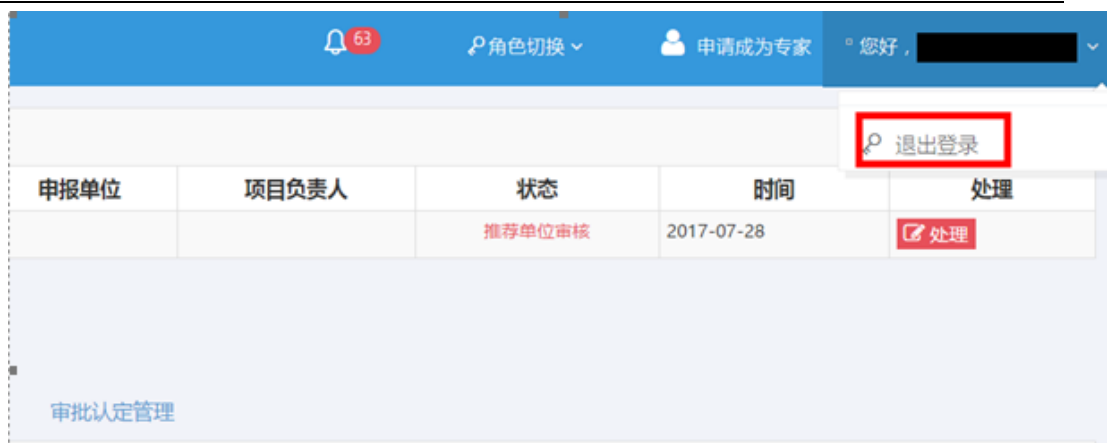 63 角色切换 申请成为专家 您好，
退出登录
申报单位 项目负责人 状态 时间 处理
推荐单位审核 2017-07-28 处理
审批认定管理